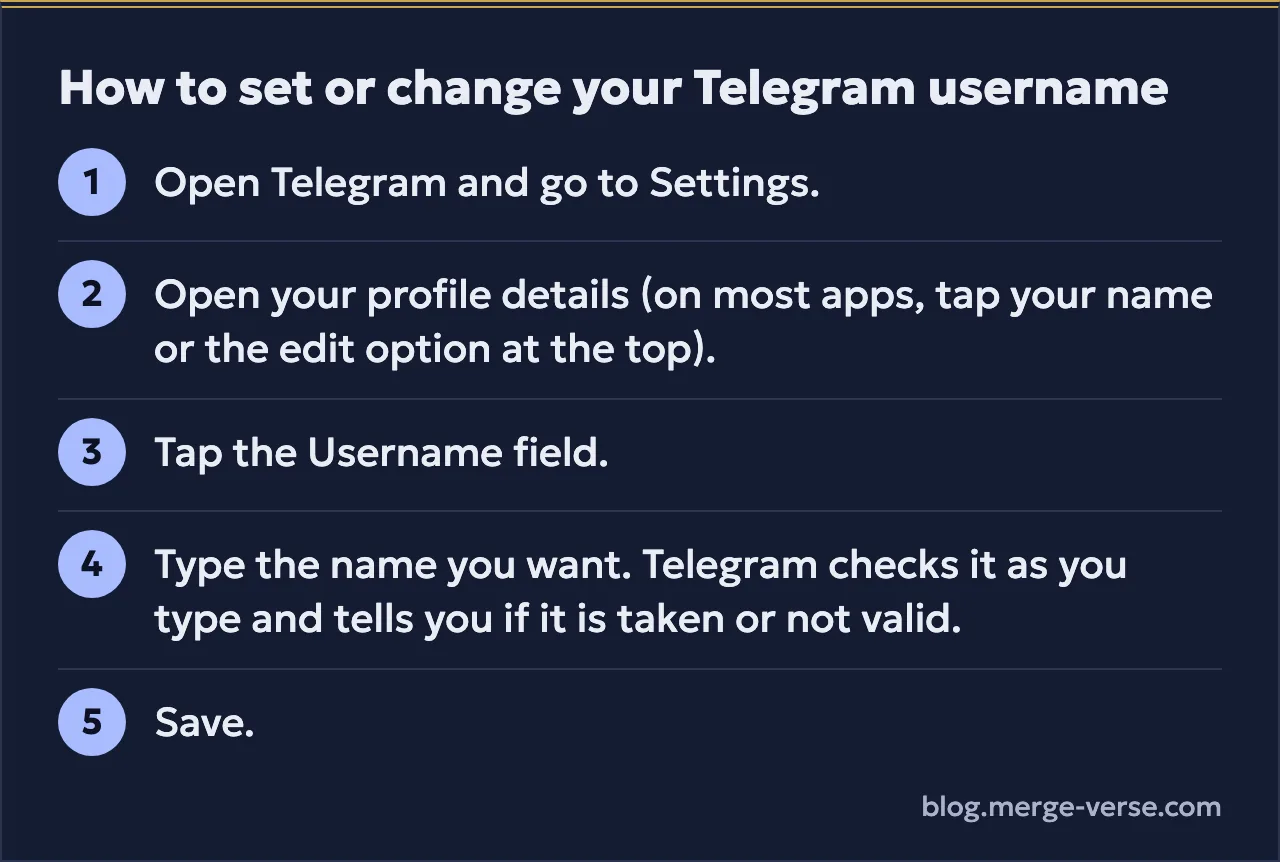 How to set or change your Telegram username
1
Open Telegram and go to Settings.
2
Open your profile details (on most apps, tap your name
or the edit option at the top).
3
Tap the Username field.
4
Type the name you want. Telegram checks it as you
type and tells you if it is taken or not valid.
5
Save.
blog.merge-verse.com